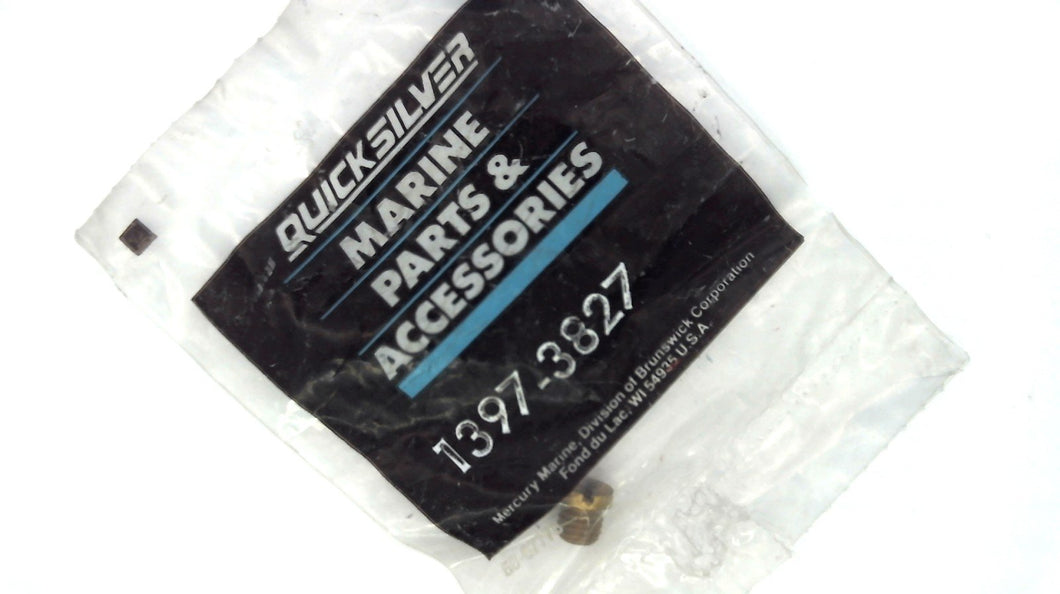 QUICKSILVER
MARINE
PARTS &
ACCESSORIES
1397-3827
Mercury Marine, Division of Brunswick Corporation
Fond du Lac, WI 54935 U.S.A.